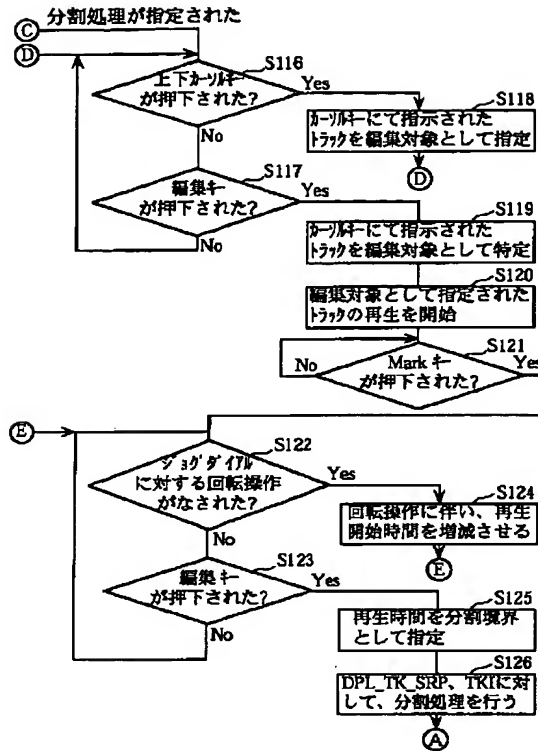 分割処理が指定された
C
D
S116
上下カーソルキー
が押下された?
Yes
No
S118
カーソルキーにて指示された
トラックを編集対象として指定
D
S117
編集キー
が押下された?
Yes
No
S119
カーソルキーにて指示された
トラックを編集対象として特定
S120
編集対象として指定された
トラックの再生を開始
S121
Mark キー
が押下された?
No
Yes
E
S122
ジョグダイアル
に対する回転操作
がなされた?
Yes
No
S124
回転操作に伴い、再生
開始時間を増減させる
E
S123
編集キー
が押下された?
Yes
No
S125
再生時間を分割境界
として指定
S126
DPL_TK_SRP、TKIに対
して、分割処理を行う
A